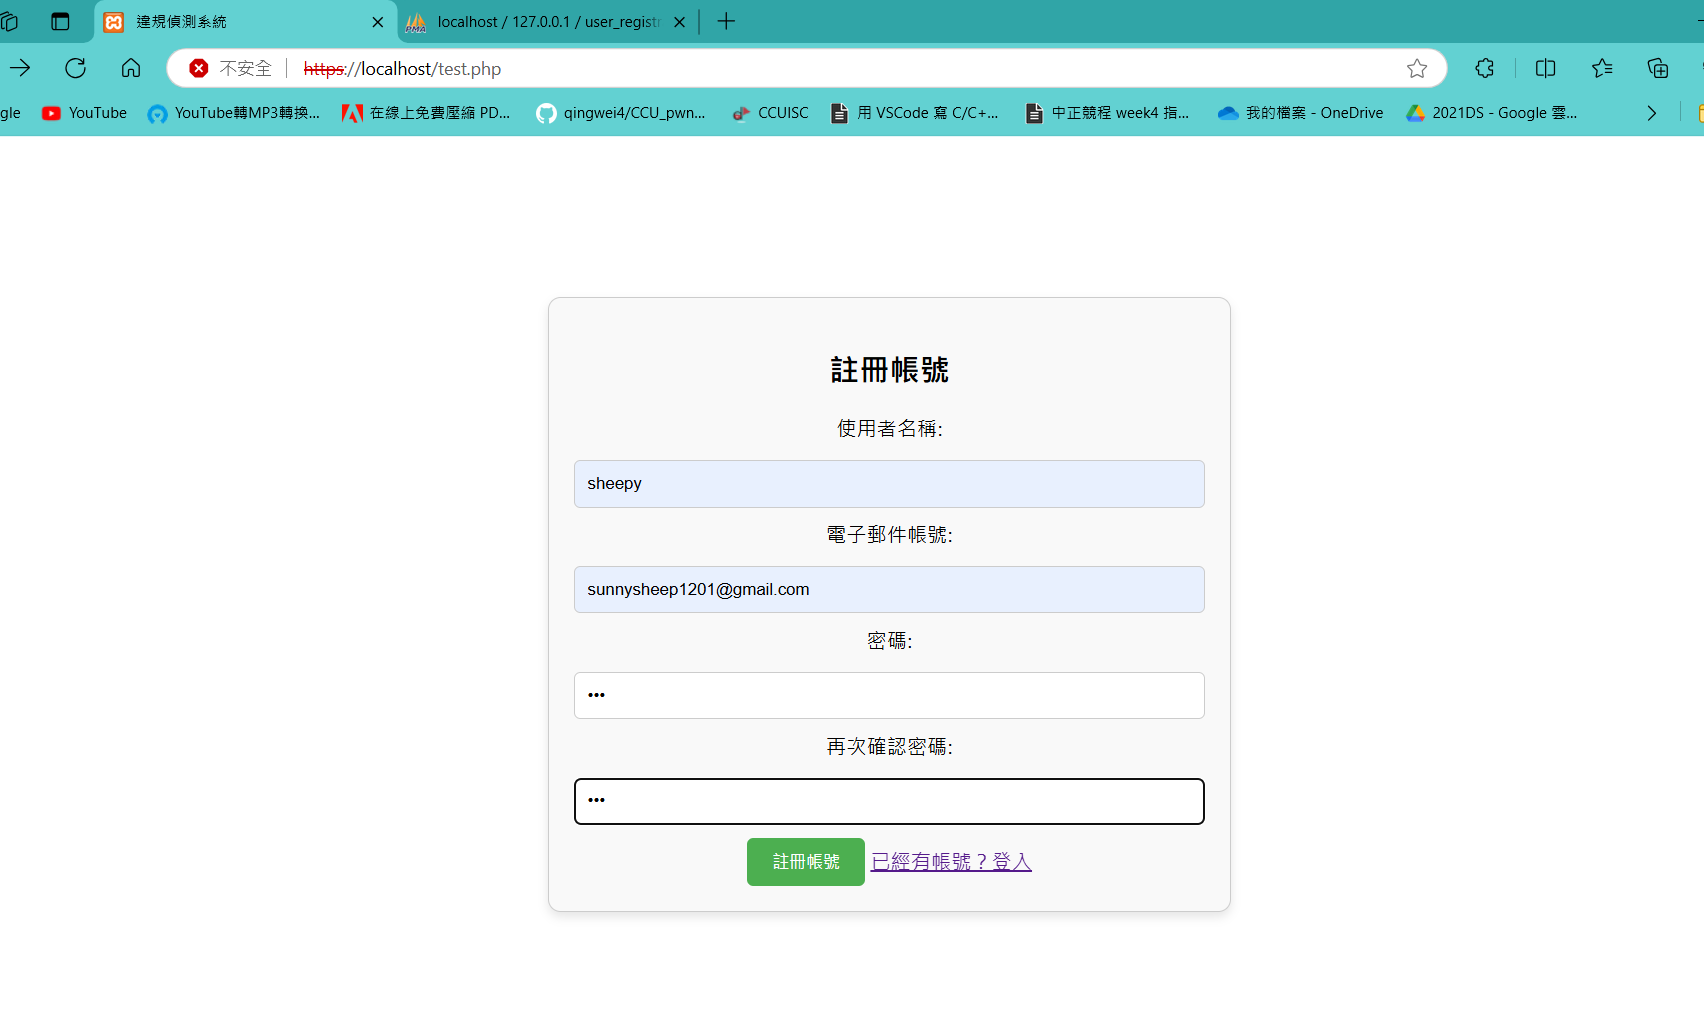 違規偵測系統
localhost / 127.0.0.1 / user_registr
不安全
https://localhost/test.php
gle
YouTube
YouTube轉MP3轉換...
在線上免費壓縮 PD...
qingwei4/CCU_pwn...
CCUISC
用 VSCode 寫 C/C+...
中正競程 week4 指...
我的檔案 - OneDrive
2021DS - Google 雲...
註冊帳號
使用者名稱:
sheepy
電子郵件帳號:
sunnysheep1201@gmail.com
密碼:
•••
再次確認密碼:
•••
註冊帳號 已經有帳號？登入